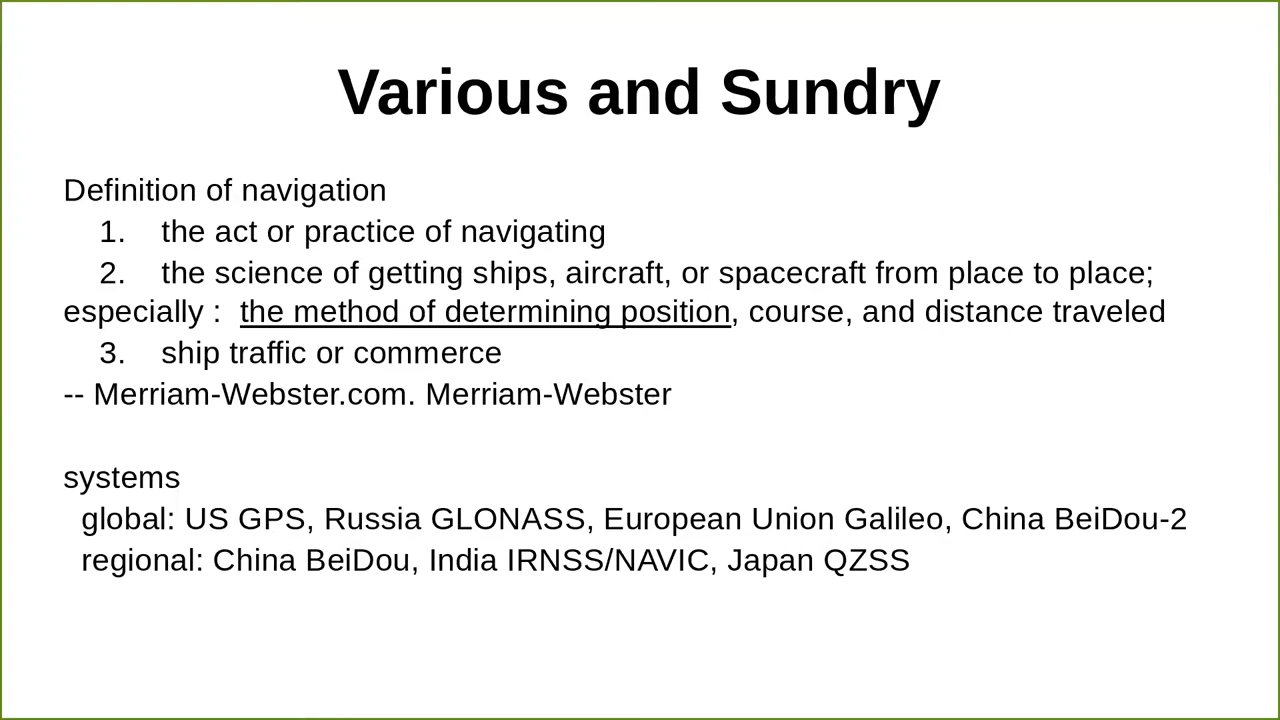 Various and Sundry
Definition of navigation
1. the act or practice of navigating
2. the science of getting ships, aircraft, or spacecraft from place to place;
especially : the method of determining position, course, and distance traveled
3. ship traffic or commerce
-- Merriam-Webster.com. Merriam-Webster
systems
global: US GPS, Russia GLONASS, European Union Galileo, China BeiDou-2
regional: China BeiDou, India IRNSS/NAVIC, Japan QZSS